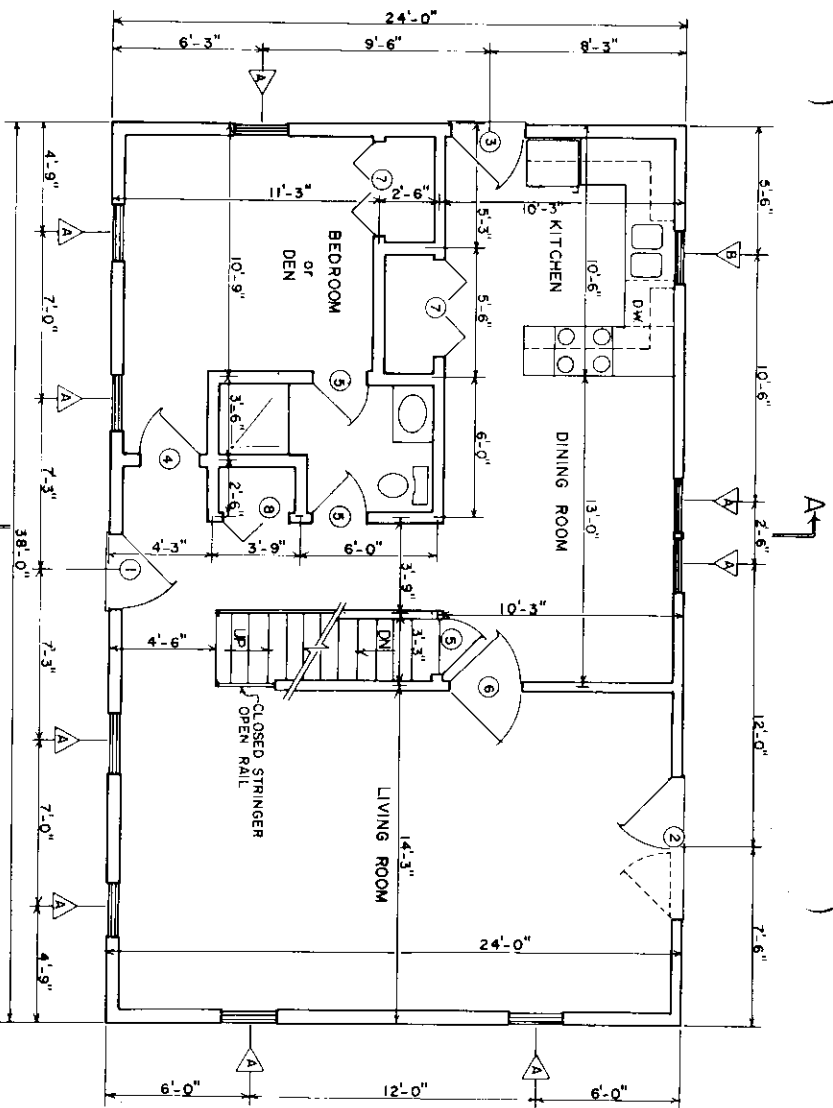 24'-0"
6'-3"
9'-6"
8'-3"
A
4'-9"
5'-6"
3
7
11'-3"
2'-6"
10'-3"
A
B
5'-3"
KITCHEN
BEDROOM
or
DEN
10'-9"
10'-6"
7'-0"
5'-6"
7
DW
10'-6"
A
5
3'-6"
6'-0"
4
DINING ROOM
13'-0"
7'-3"
2'-6"
8
5
A
A
38'-0"
4'-3"
3'-9"
6'-0"
2'-6"
1
A
3'-9"
10'-3"
4'-6"
UP
DN
3'-3"
5
7'-3"
6
CLOSED STRINGER
OPEN RAIL
12'-0"
A
LIVING ROOM
14'-3"
2
7'-0"
A
24'-0"
7'-6"
4'-9"
A
A
6'-0"
12'-0"
6'-0"